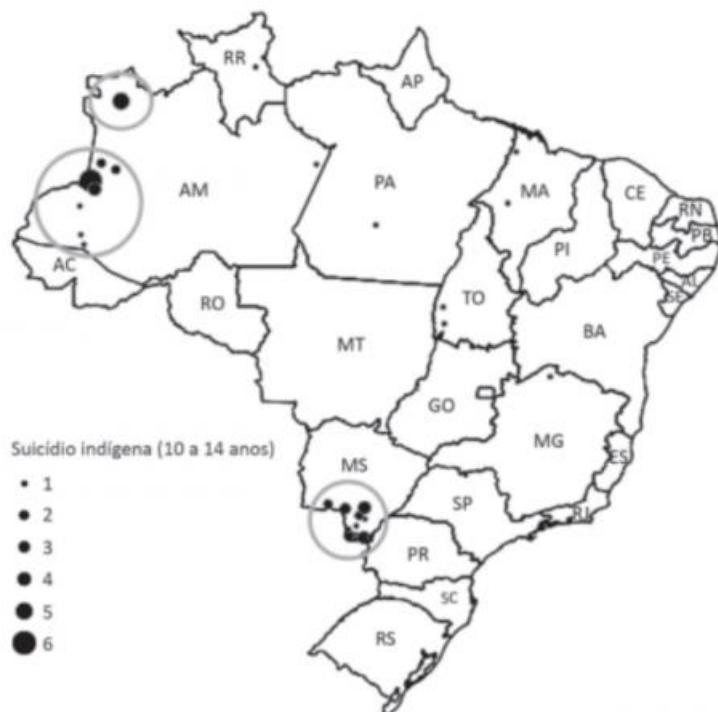 RR
AP
AM
PA
MA
CE
RN
PB
PE
AL
SE
PI
AC
RO
TO
BA
MT
GO
MG
ES
MS
SP
RJ
PR
SC
RS
Suicídio indígena (10 a 14 anos)
1
2
3
4
5
6